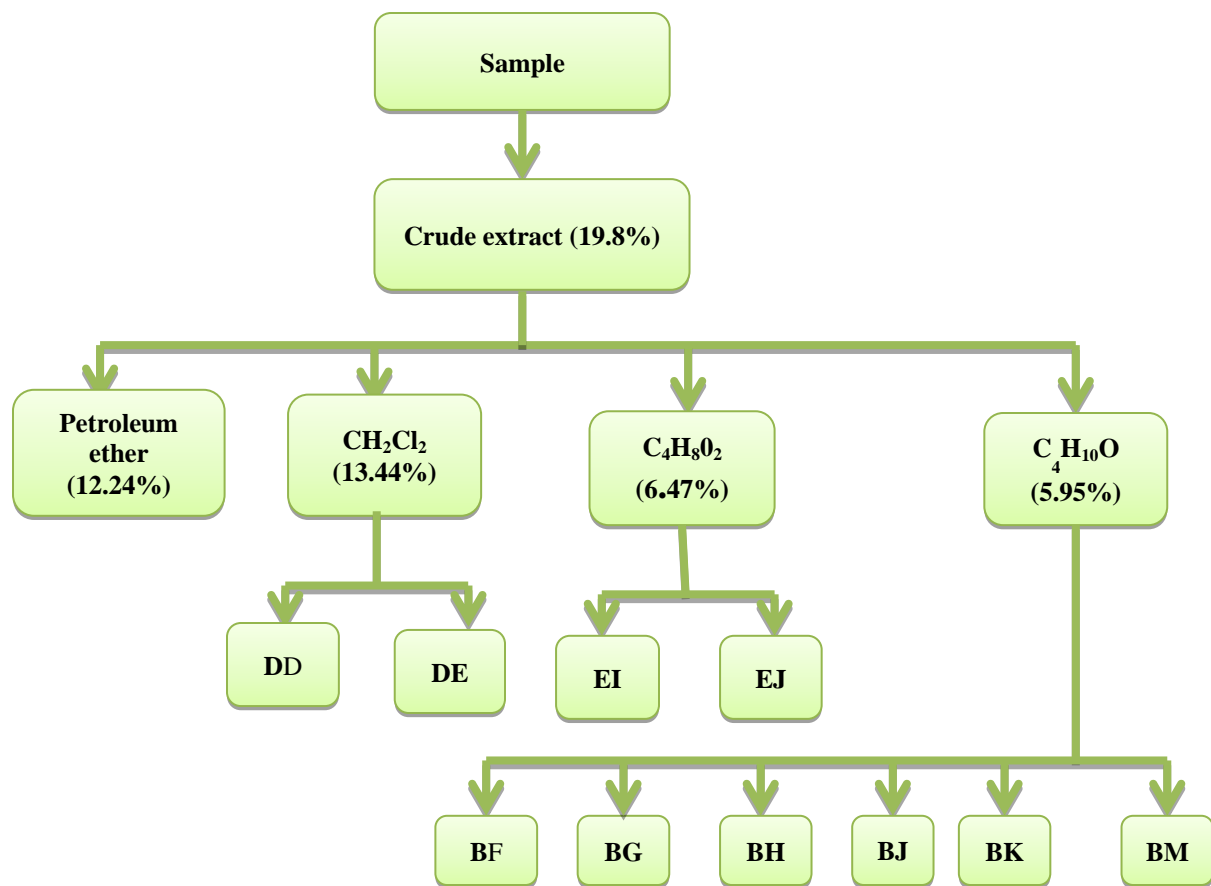 Sample
Crude extract (19.8%)
Petroleum
ether
(12.24%)
CH₂Cl₂
(13.44%)
C₄H₈0₂
(6.47%)
C₄H₁₀O
(5.95%)
DD
DE
EI
EJ
BF
BG
BH
BJ
BK
BM